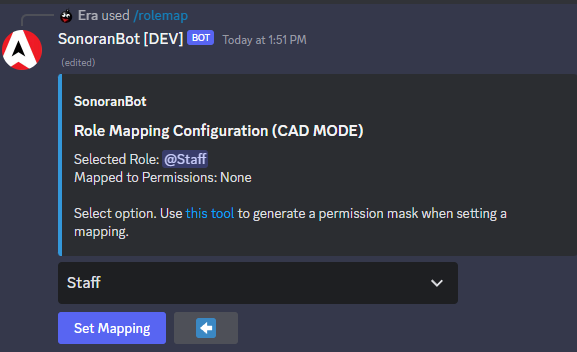 Era used /rolemap
SonoranBot [DEV] BOT Today at 1:51 PM
(edited)
SonoranBot
Role Mapping Configuration (CAD MODE)
Selected Role: @Staff
Mapped to Permissions: None
Select option. Use this tool to generate a permission mask when setting a
mapping.
Staff
Set Mapping